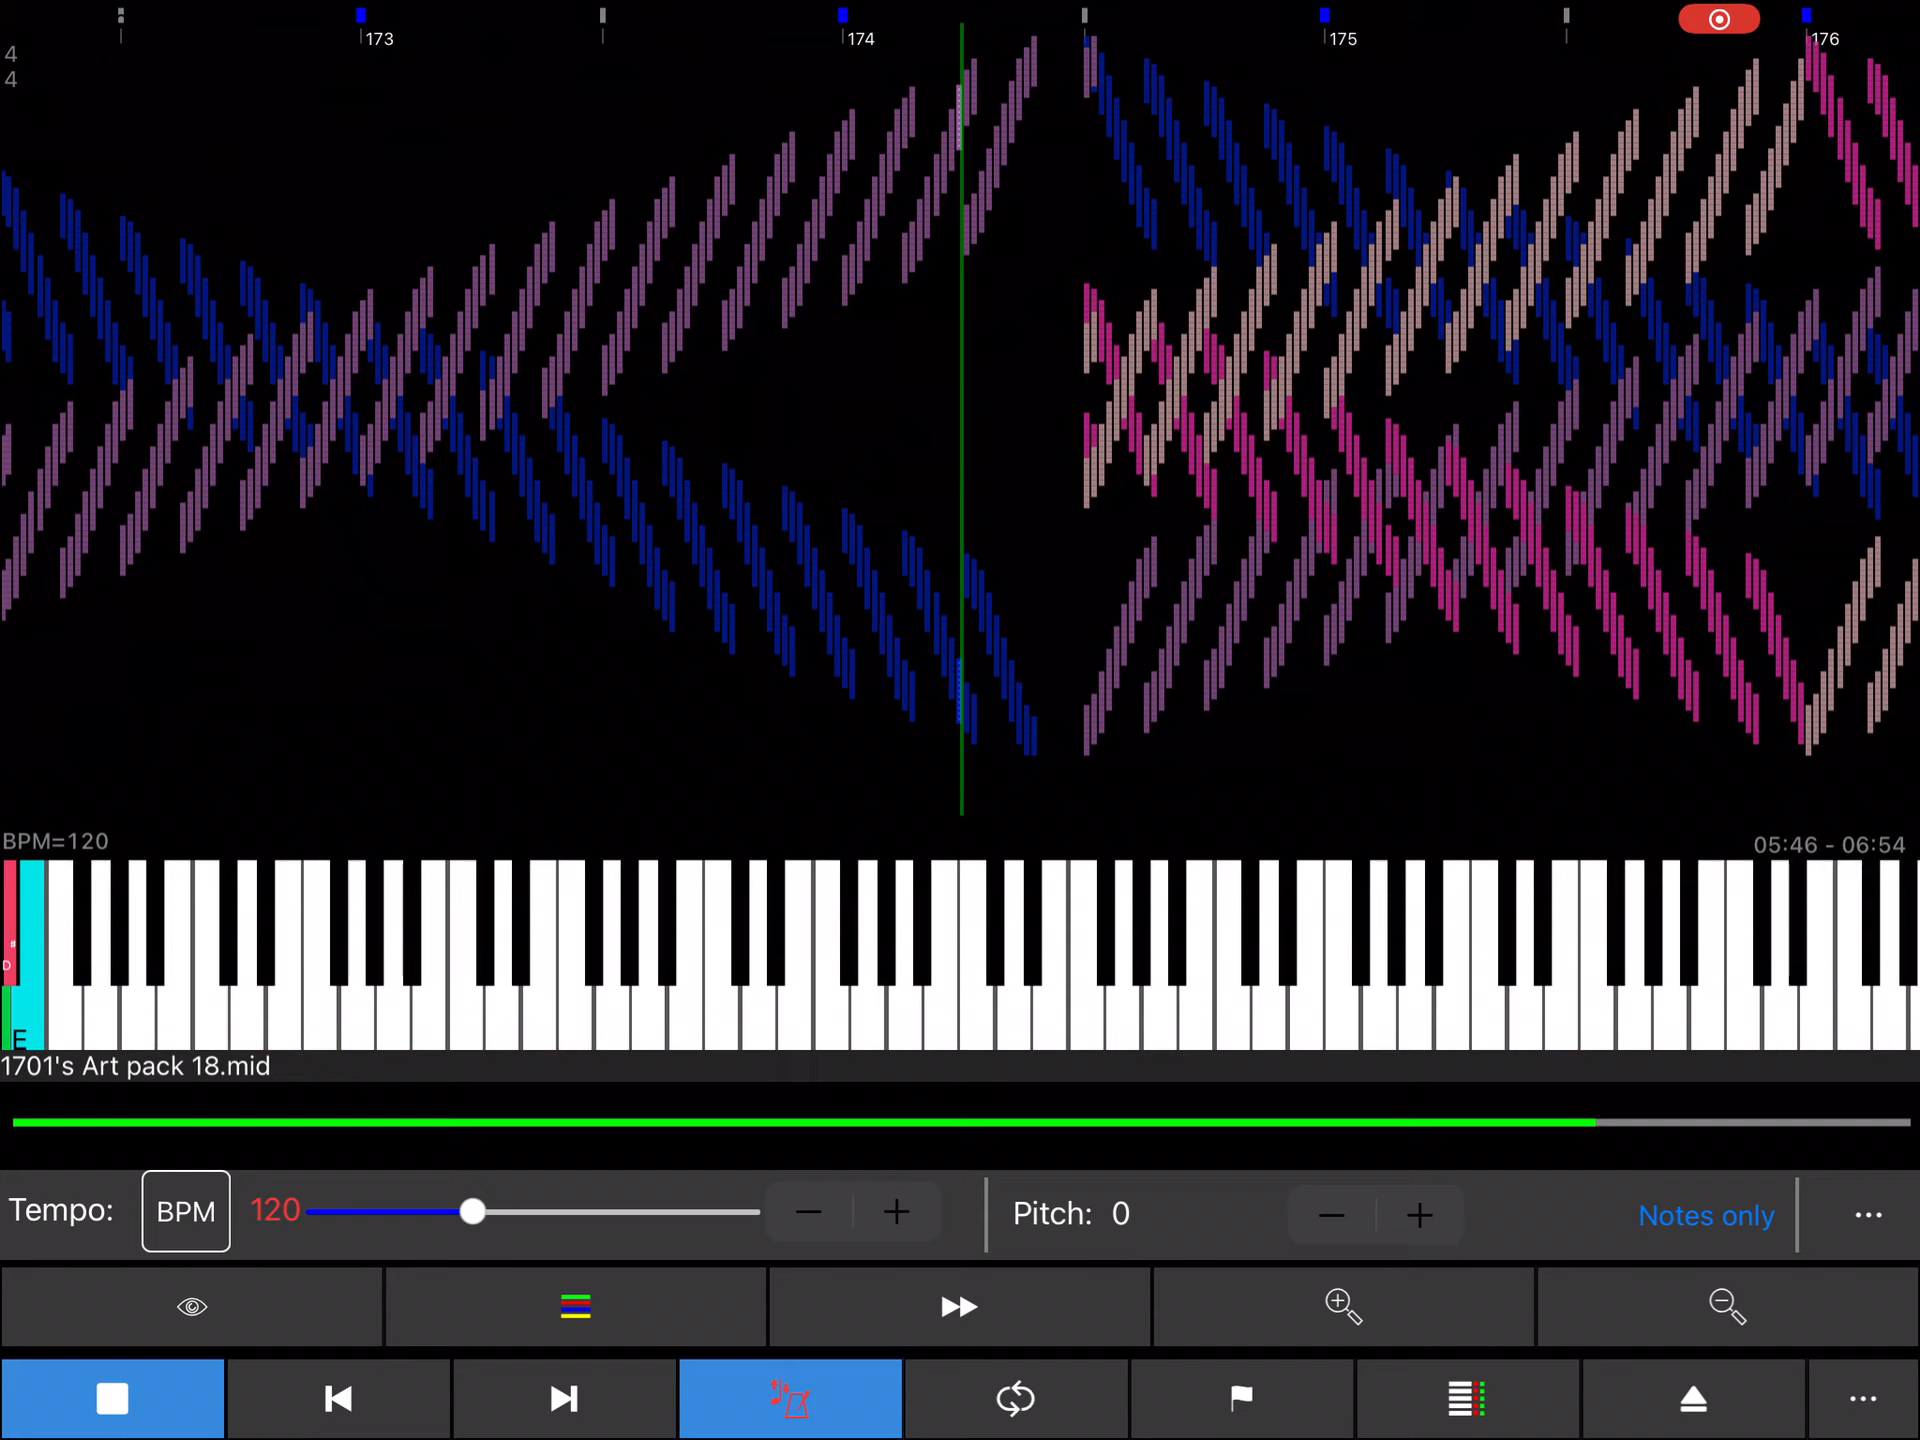 173
174
175
176
4
4
BPM=120
05:46 - 06:54
#
D
E
1701's Art pack 18.mid
Tempo:
BPM
120
Pitch: 0
Notes only